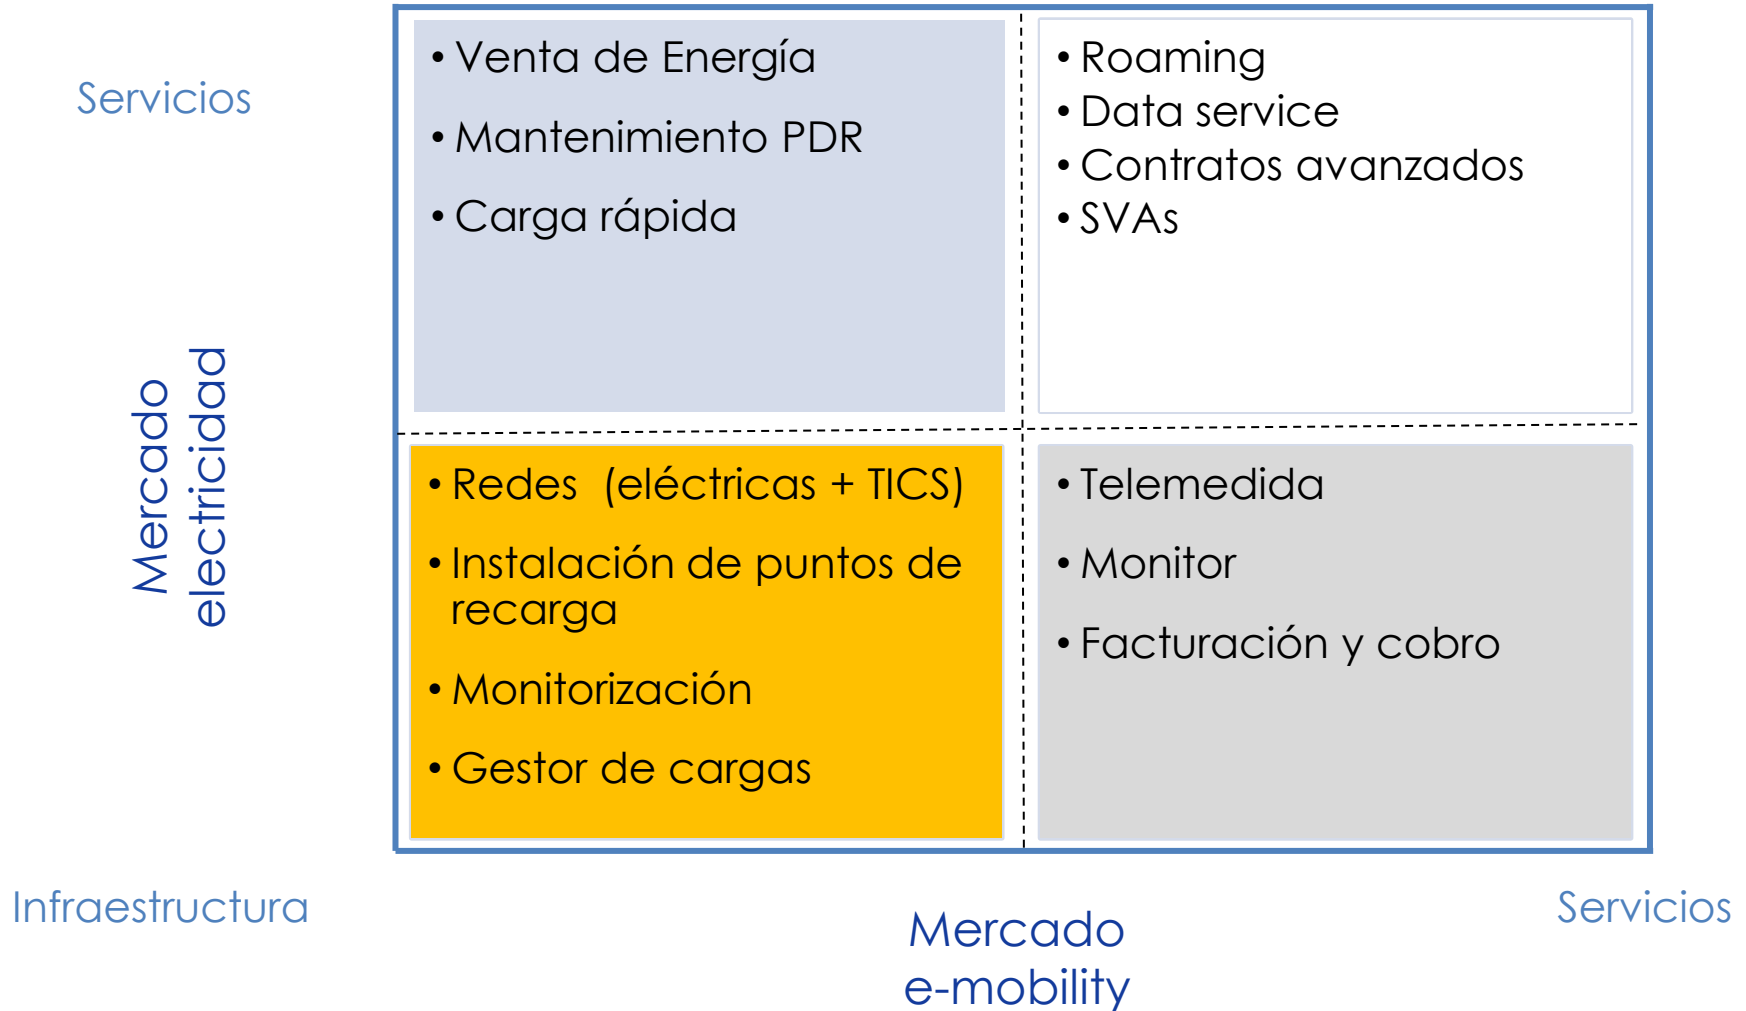 Servicios
• Venta de Energía
• Mantenimiento PDR
• Carga rápida
• Roaming
• Data service
• Contratos avanzados
• SVAs
Mercado
electricidad
• Redes  (eléctricas + TICS)
• Instalación de puntos de
recarga
• Monitorización
• Gestor de cargas
• Telemedida
• Monitor
• Facturación y cobro
Infraestructura
Mercado
e-mobility
Servicios